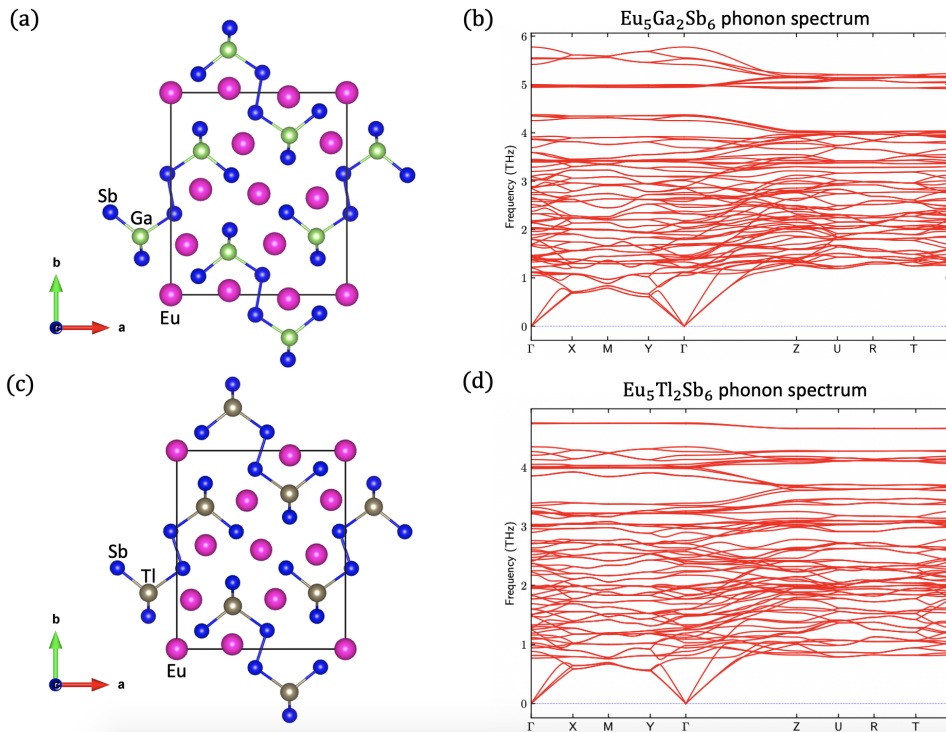 (a)
Sb
Ga
Eu
b
a
(b)
Eu₅Ga₂Sb₆ phonon spectrum
Frequency (THz)
6
5
4
3
2
1
0
Γ X M Y Γ Z U R T
(c)
Sb
Tl
Eu
b
a
(d)
Eu₅Tl₂Sb₆ phonon spectrum
Frequency (THz)
4
3
2
1
0
Γ X M Y Γ Z U R T